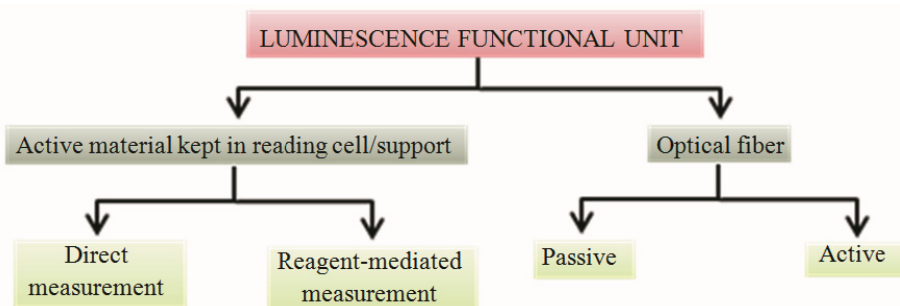 LUMINESCENCE FUNCTIONAL UNIT
Active material kept in reading cell/support
Optical fiber
Direct
measurement
Reagent-mediated
measurement
Passive
Active